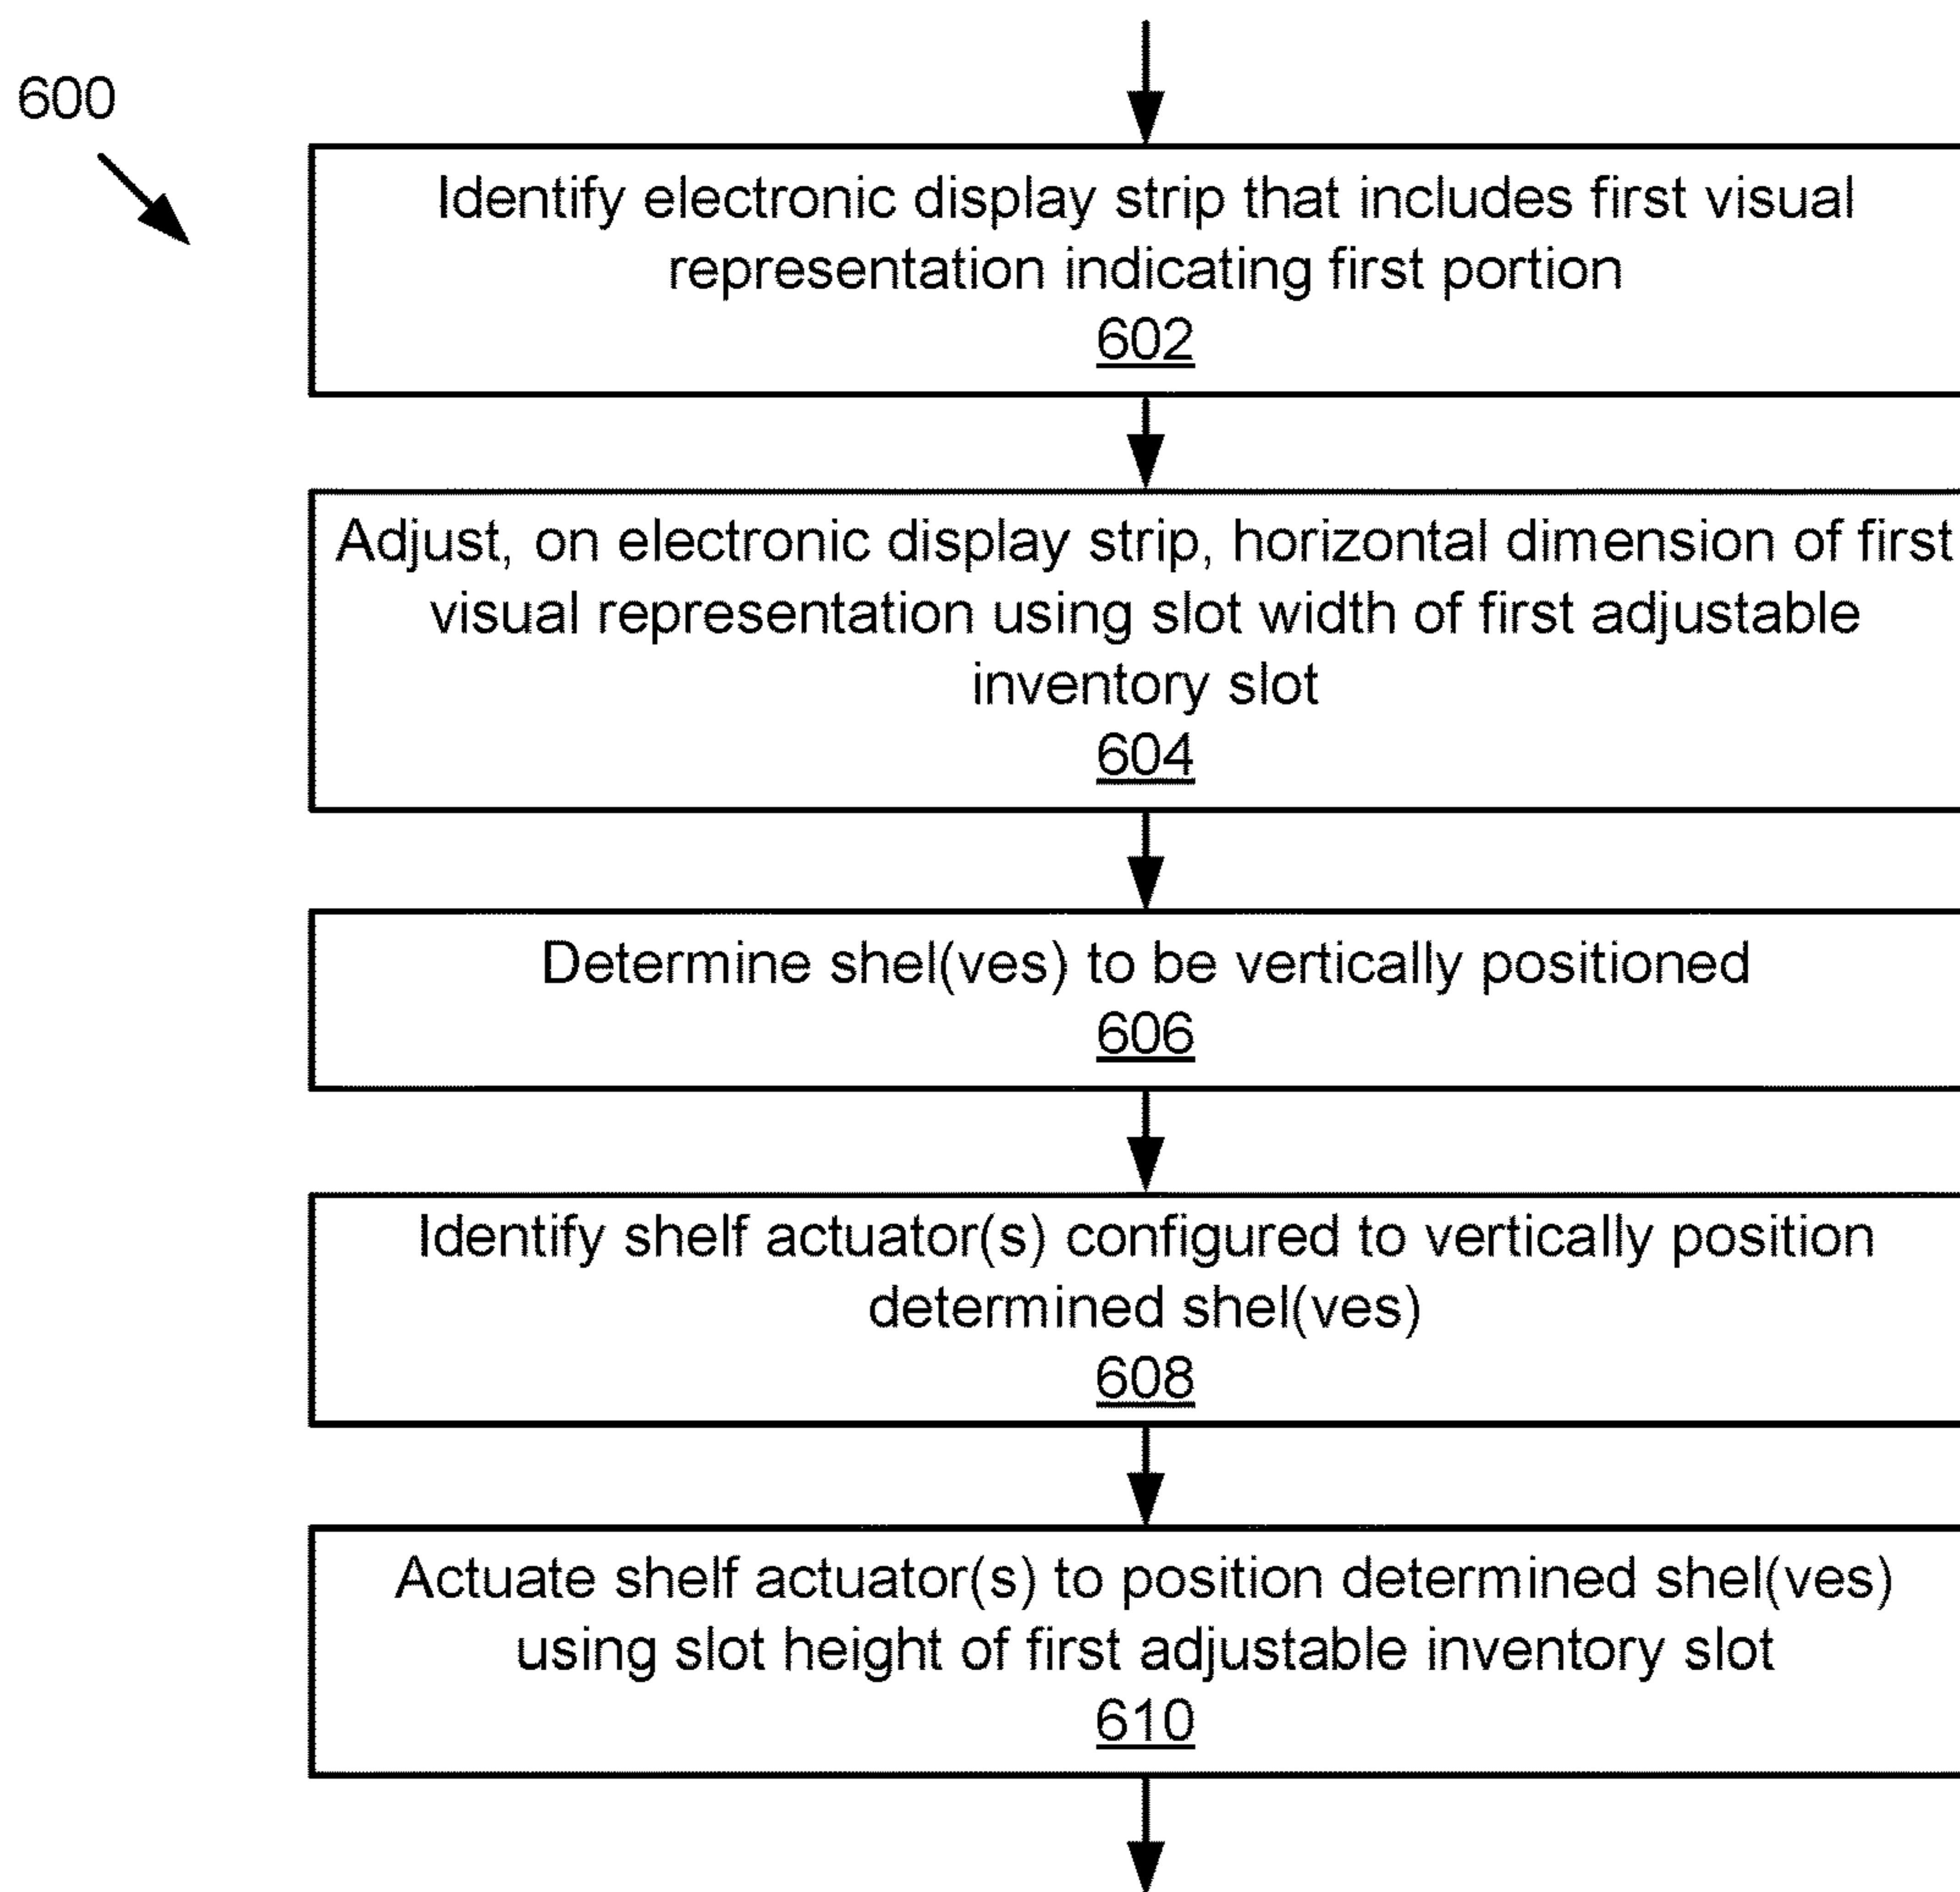 600
Identify electronic display strip that includes first visual
representation indicating first portion
602
Adjust, on electronic display strip, horizontal dimension of first
visual representation using slot width of first adjustable
inventory slot
604
Determine shel(ves) to be vertically positioned
606
Identify shelf actuator(s) configured to vertically position
determined shel(ves)
608
Actuate shelf actuator(s) to position determined shel(ves)
using slot height of first adjustable inventory slot
610